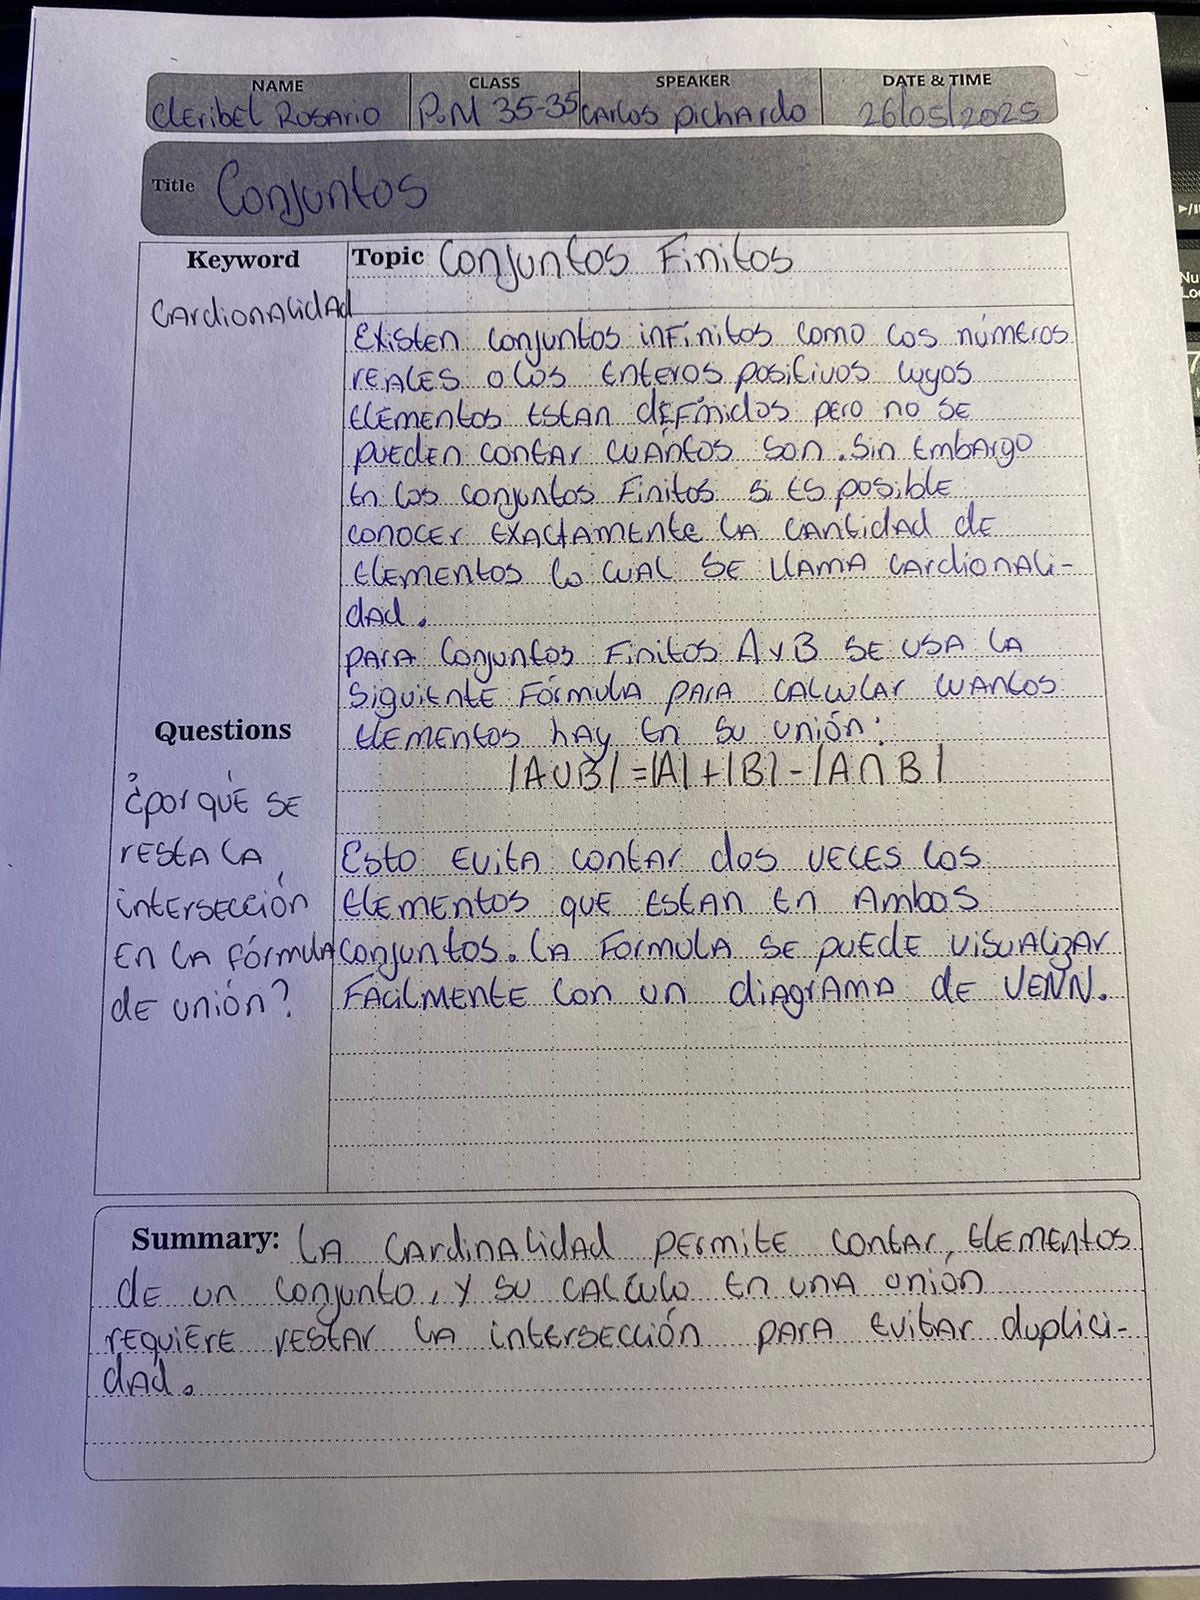 NAME CLASS SPEAKER DATE & TIME
Cleribel Rosario P.M 35-35 Carlos Pichardo 26/05/2025
Title Conjuntos
Keyword
Cardionalidad
Topic Conjuntos Finitos
Existen conjuntos infinitos como los números
reales o los enteros positivos cuyos
elementos estan definidos pero no se
pueden contar cuántos son. Sin embargo
en los conjuntos finitos si es posible
conocer exactamente la cantidad de
elementos lo cual se llama cardionali-
dad.
para conjuntos finitos A y B se usa la
siguiente fórmula para calcular cuantos
elementos hay en su unión:
|A∪B| = |A| + |B| - |A∩B|
Esto evita contar dos veces los
elementos que estan en ambos
conjuntos. La formula se puede visualizar
facilmente con un diagrama de Venn.
Questions
¿por qué se
resta la
intersección
en la fórmula
de unión?
Summary: La cardinalidad permite contar, elementos
de un conjunto, y su calculo en una unión
requiere restar la intersección para evitar duplici-
dad.